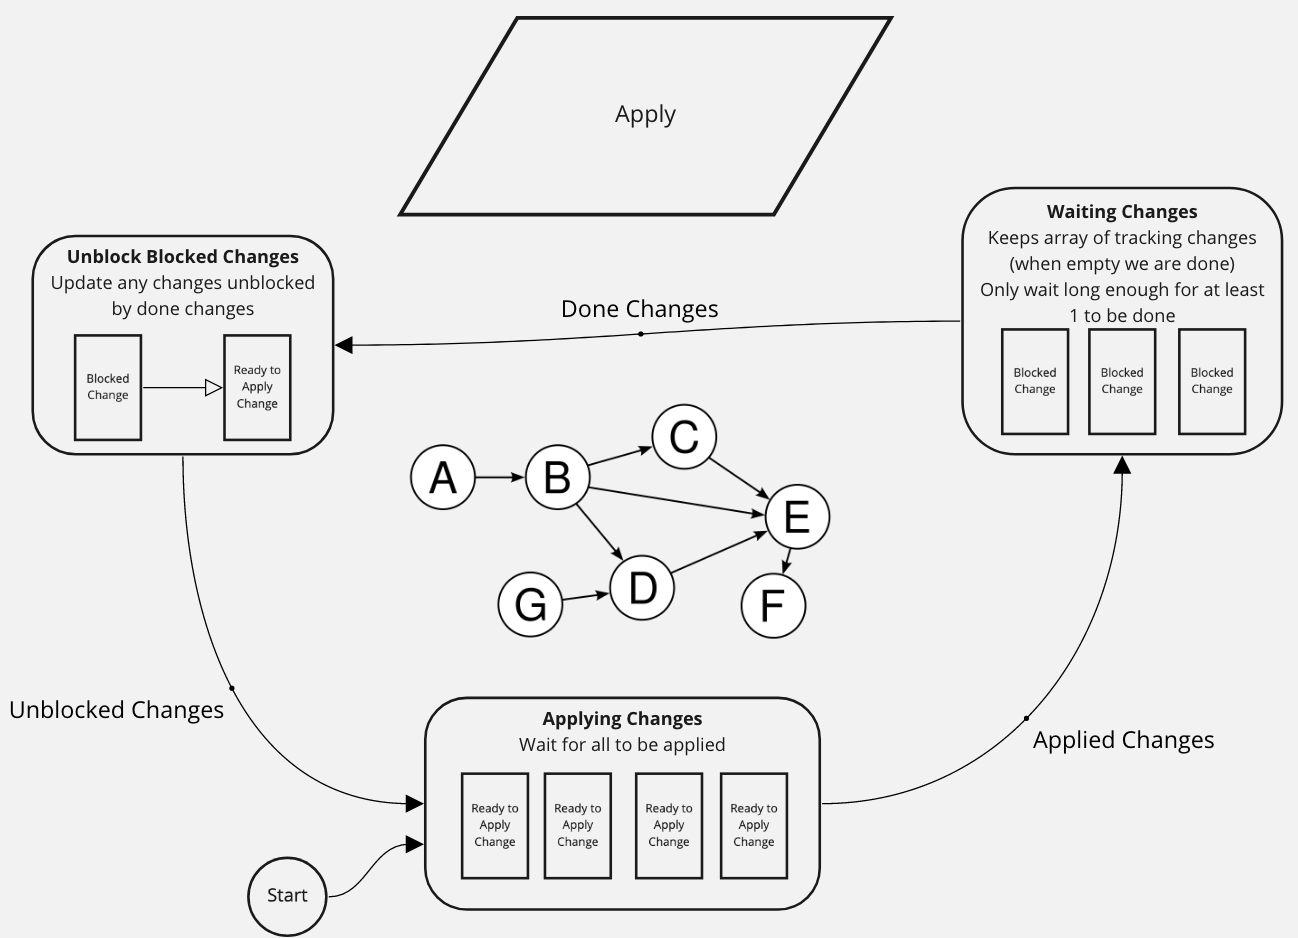 Apply
Waiting Changes
Keeps array of tracking changes
(when empty we are done)
Only wait long enough for at least
1 to be done
Blocked
Change
Blocked
Change
Blocked
Change
Unblock Blocked Changes
Update any changes unblocked
by done changes
Blocked
Change
Ready to
Apply
Change
Done Changes
A
B
C
E
D
G
F
Unblocked Changes
Applied Changes
Applying Changes
Wait for all to be applied
Ready to
Apply
Change
Ready to
Apply
Change
Ready to
Apply
Change
Ready to
Apply
Change
Start